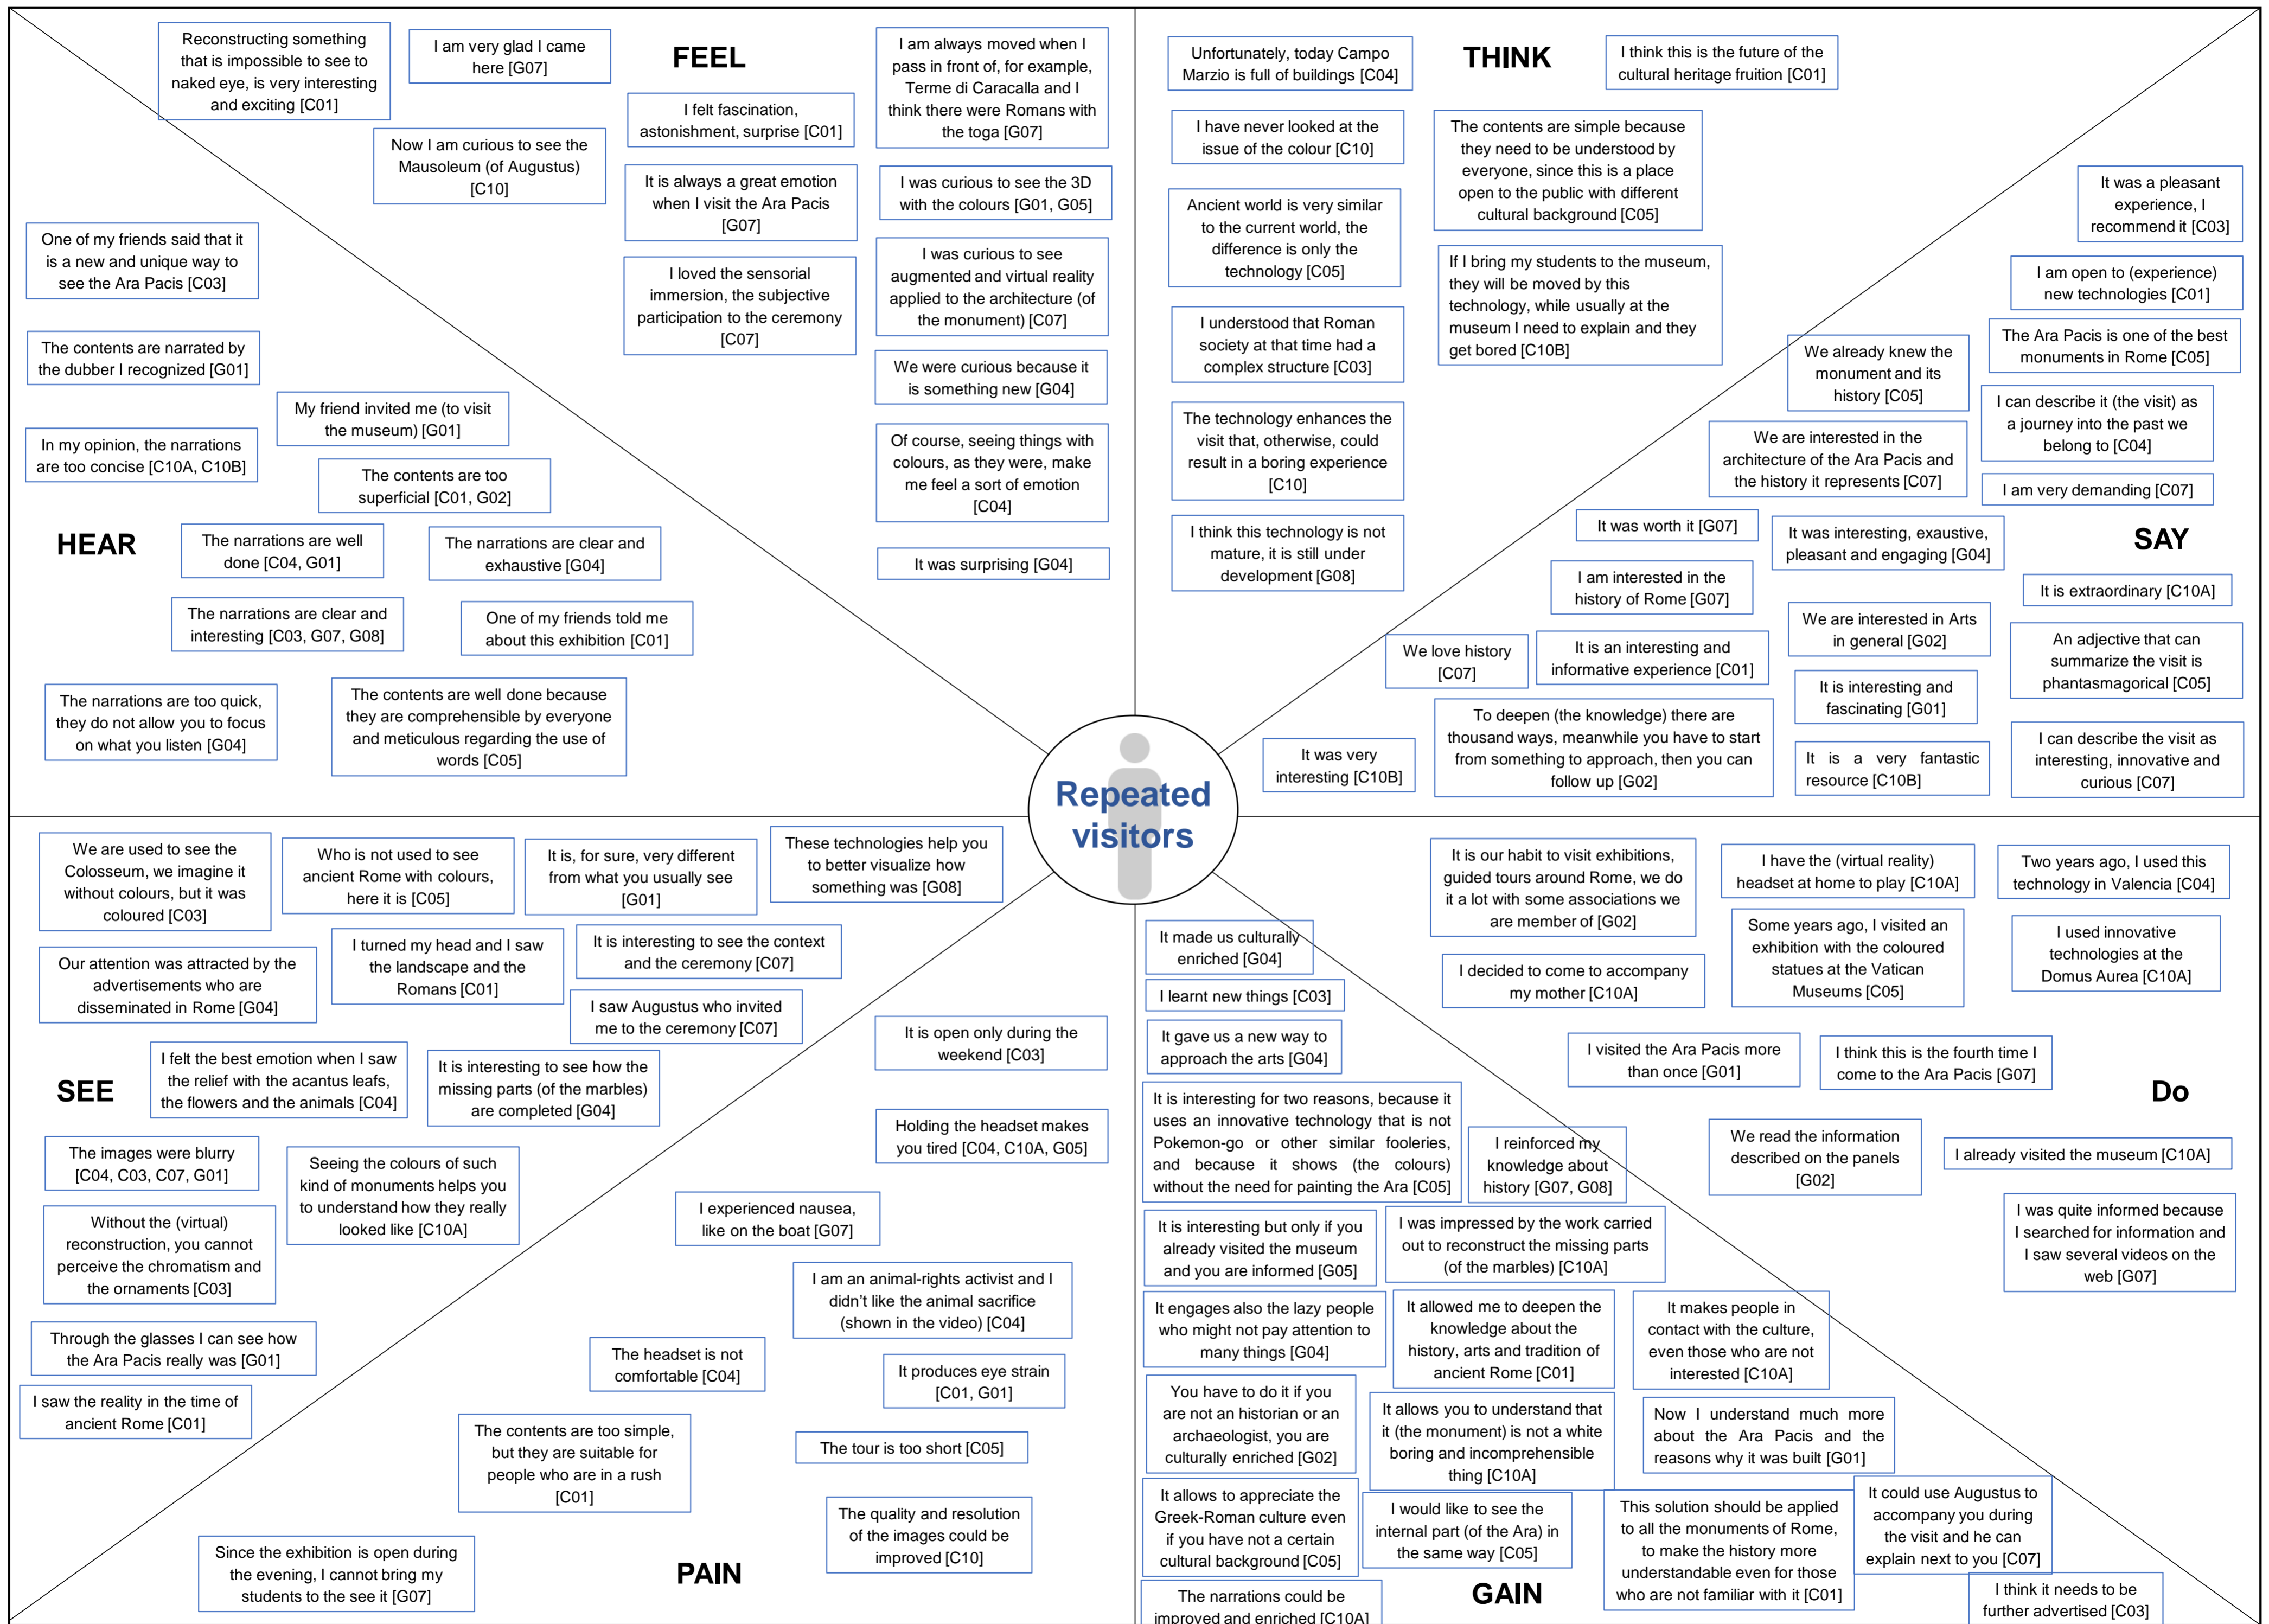 FEEL
Reconstructing something
that is impossible to see to
naked eye, is very interesting
and exciting [C01]
I am very glad I came
here [G07]
I am always moved when I
pass in front of, for example,
Terme di Caracalla and I
think there were Romans with
the toga [G07]
I felt fascination,
astonishment, surprise [C01]
Now I am curious to see the
Mausoleum (of Augustus)
[C10]
It is always a great emotion
when I visit the Ara Pacis
[G07]
I was curious to see the 3D
with the colours [G01, G05]
I loved the sensorial
immersion, the subjective
participation to the ceremony
[C07]
I was curious to see
augmented and virtual reality
applied to the architecture (of
the monument) [C07]
We were curious because it
is something new [G04]
Of course, seeing things with
colours, as they were, make
me feel a sort of emotion
[C04]
It was surprising [G04]
THINK
Unfortunately, today Campo
Marzio is full of buildings [C04]
I think this is the future of the
cultural heritage fruition [C01]
I have never looked at the
issue of the colour [C10]
The contents are simple because
they need to be understood by
everyone, since this is a place
open to the public with different
cultural background [C05]
Ancient world is very similar
to the current world, the
difference is only the
technology [C05]
If I bring my students to the museum,
they will be moved by this
technology, while usually at the
museum I need to explain and they
get bored [C10B]
I understood that Roman
society at that time had a
complex structure [C03]
The technology enhances the
visit that, otherwise, could
result in a boring experience
[C10]
I think this technology is not
mature, it is still under
development [G08]
HEAR
One of my friends said that it
is a new and unique way to
see the Ara Pacis [C03]
The contents are narrated by
the dubber I recognized [G01]
My friend invited me (to visit
the museum) [G01]
In my opinion, the narrations
are too concise [C10A, C10B]
The contents are too
superficial [C01, G02]
The narrations are well
done [C04, G01]
The narrations are clear and
exhaustive [G04]
The narrations are clear and
interesting [C03, G07, G08]
One of my friends told me
about this exhibition [C01]
The narrations are too quick,
they do not allow you to focus
on what you listen [G04]
The contents are well done because
they are comprehensible by everyone
and meticulous regarding the use of
words [C05]
SAY
It was a pleasant
experience, I
recommend it [C03]
I am open to (experience)
new technologies [C01]
The Ara Pacis is one of the best
monuments in Rome [C05]
We already knew the
monument and its
history [C05]
I can describe it (the visit) as
a journey into the past we
belong to [C04]
We are interested in the
architecture of the Ara Pacis and
the history it represents [C07]
I am very demanding [C07]
It was worth it [G07]
It was interesting, exaustive,
pleasant and engaging [G04]
I am interested in the
history of Rome [G07]
It is extraordinary [C10A]
We are interested in Arts
in general [G02]
We love history
[C07]
It is an interesting and
informative experience [C01]
An adjective that can
summarize the visit is
phantasmagorical [C05]
It is interesting and
fascinating [G01]
To deepen (the knowledge) there are
thousand ways, meanwhile you have to start
from something to approach, then you can
follow up [G02]
It was very
interesting [C10B]
It is a very fantastic
resource [C10B]
I can describe the visit as
interesting, innovative and
curious [C07]
Repeated
visitors
SEE
We are used to see the
Colosseum, we imagine it
without colours, but it was
coloured [C03]
Who is not used to see
ancient Rome with colours,
here it is [C05]
It is, for sure, very different
from what you usually see
[G01]
These technologies help you
to better visualize how
something was [G08]
Our attention was attracted by the
advertisements who are
disseminated in Rome [G04]
I turned my head and I saw
the landscape and the
Romans [C01]
It is interesting to see the context
and the ceremony [C07]
I saw Augustus who invited
me to the ceremony [C07]
I felt the best emotion when I saw
the relief with the acantus leafs,
the flowers and the animals [C04]
It is interesting to see how the
missing parts (of the marbles)
are completed [G04]
The images were blurry
[C04, C03, C07, G01]
Seeing the colours of such
kind of monuments helps you
to understand how they really
looked like [C10A]
Without the (virtual)
reconstruction, you cannot
perceive the chromatism and
the ornaments [C03]
Through the glasses I can see how
the Ara Pacis really was [G01]
I saw the reality in the time of
ancient Rome [C01]
PAIN
It is open only during the
weekend [C03]
Holding the headset makes
you tired [C04, C10A, G05]
I experienced nausea,
like on the boat [G07]
I am an animal-rights activist and I
didn't like the animal sacrifice
(shown in the video) [C04]
The headset is not
comfortable [C04]
It produces eye strain
[C01, G01]
The contents are too simple,
but they are suitable for
people who are in a rush
[C01]
The tour is too short [C05]
The quality and resolution
of the images could be
improved [C10]
Since the exhibition is open during
the evening, I cannot bring my
students to the see it [G07]
GAIN
It made us culturally
enriched [G04]
I learnt new things [C03]
It gave us a new way to
approach the arts [G04]
It is interesting for two reasons, because it
uses an innovative technology that is not
Pokemon-go or other similar fooleries,
and because it shows (the colours)
without the need for painting the Ara [C05]
I reinforced my
knowledge about
history [G07, G08]
It is interesting but only if you
already visited the museum
and you are informed [G05]
I was impressed by the work carried
out to reconstruct the missing parts
(of the marbles) [C10A]
It engages also the lazy people
who might not pay attention to
many things [G04]
It allowed me to deepen the
knowledge about the
history, arts and tradition of
ancient Rome [C01]
It makes people in
contact with the culture,
even those who are not
interested [C10A]
You have to do it if you
are not an historian or an
archaeologist, you are
culturally enriched [G02]
It allows you to understand that
it (the monument) is not a white
boring and incomprehensible
thing [C10A]
Now I understand much more
about the Ara Pacis and the
reasons why it was built [G01]
It allows to appreciate the
Greek-Roman culture even
if you have not a certain
cultural background [C05]
I would like to see the
internal part (of the Ara) in
the same way [C05]
This solution should be applied
to all the monuments of Rome,
to make the history more
understandable even for those
who are not familiar with it [C01]
It could use Augustus to
accompany you during
the visit and he can
explain next to you [C07]
The narrations could be
improved and enriched [C10A]
I think it needs to be
further advertised [C03]
Do
It is our habit to visit exhibitions,
guided tours around Rome, we do
it a lot with some associations we
are member of [G02]
I have the (virtual reality)
headset at home to play [C10A]
Two years ago, I used this
technology in Valencia [C04]
I decided to come to accompany
my mother [C10A]
Some years ago, I visited an
exhibition with the coloured
statues at the Vatican
Museums [C05]
I used innovative
technologies at the
Domus Aurea [C10A]
I visited the Ara Pacis more
than once [G01]
I think this is the fourth time I
come to the Ara Pacis [G07]
We read the information
described on the panels
[G02]
I already visited the museum [C10A]
I was quite informed because
I searched for information and
I saw several videos on the
web [G07]